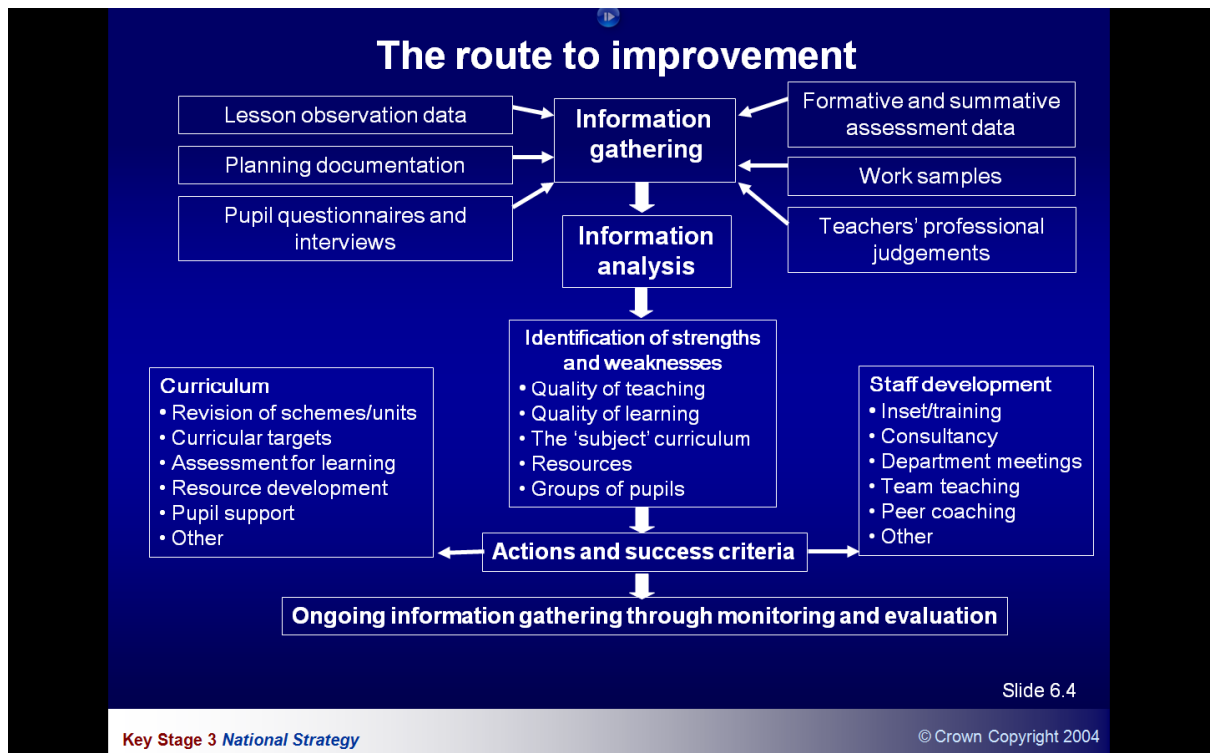 The route to improvement
Lesson observation data
Planning documentation
Pupil questionnaires and
interviews
Information
gathering
Formative and summative
assessment data
Work samples
Teachers' professional
judgements
Information
analysis
Identification of strengths
and weaknesses
• Quality of teaching
• Quality of learning
• The 'subject' curriculum
• Resources
• Groups of pupils
Curriculum
• Revision of schemes/units
• Curricular targets
• Assessment for learning
• Resource development
• Pupil support
• Other
Staff development
• Inset/training
• Consultancy
• Department meetings
• Team teaching
• Peer coaching
• Other
Actions and success criteria
Ongoing information gathering through monitoring and evaluation
Slide 6.4
Key Stage 3 National Strategy
© Crown Copyright 2004